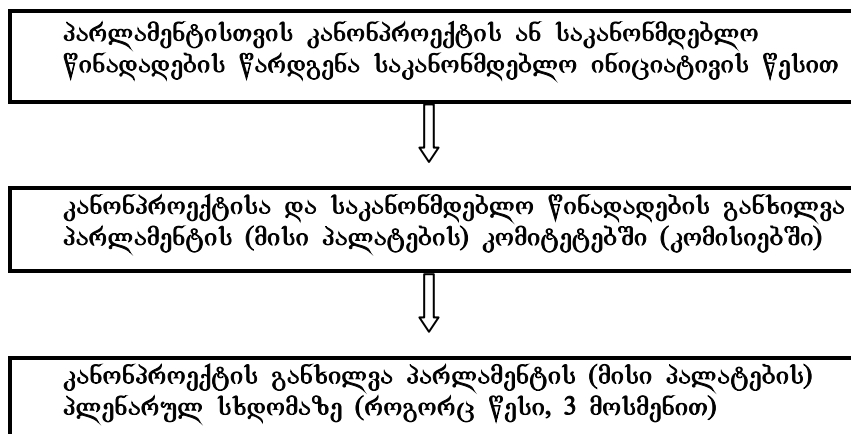 პარლამენტისთვის კანონპროექტის ან საკანონმდებლო
წინადადების წარდგენა საკანონმდებლო ინიციატივის წესით
კანონპროექტისა და საკანონმდებლო წინადადების განხილვა
პარლამენტის (მისი პალატების) კომიტეტებში (კომისიებში)
კანონპროექტის განხილვა პარლამენტის (მისი პალატების)
პლენარულ სხდომაზე (როგორც წესი, 3 მოსმენით)